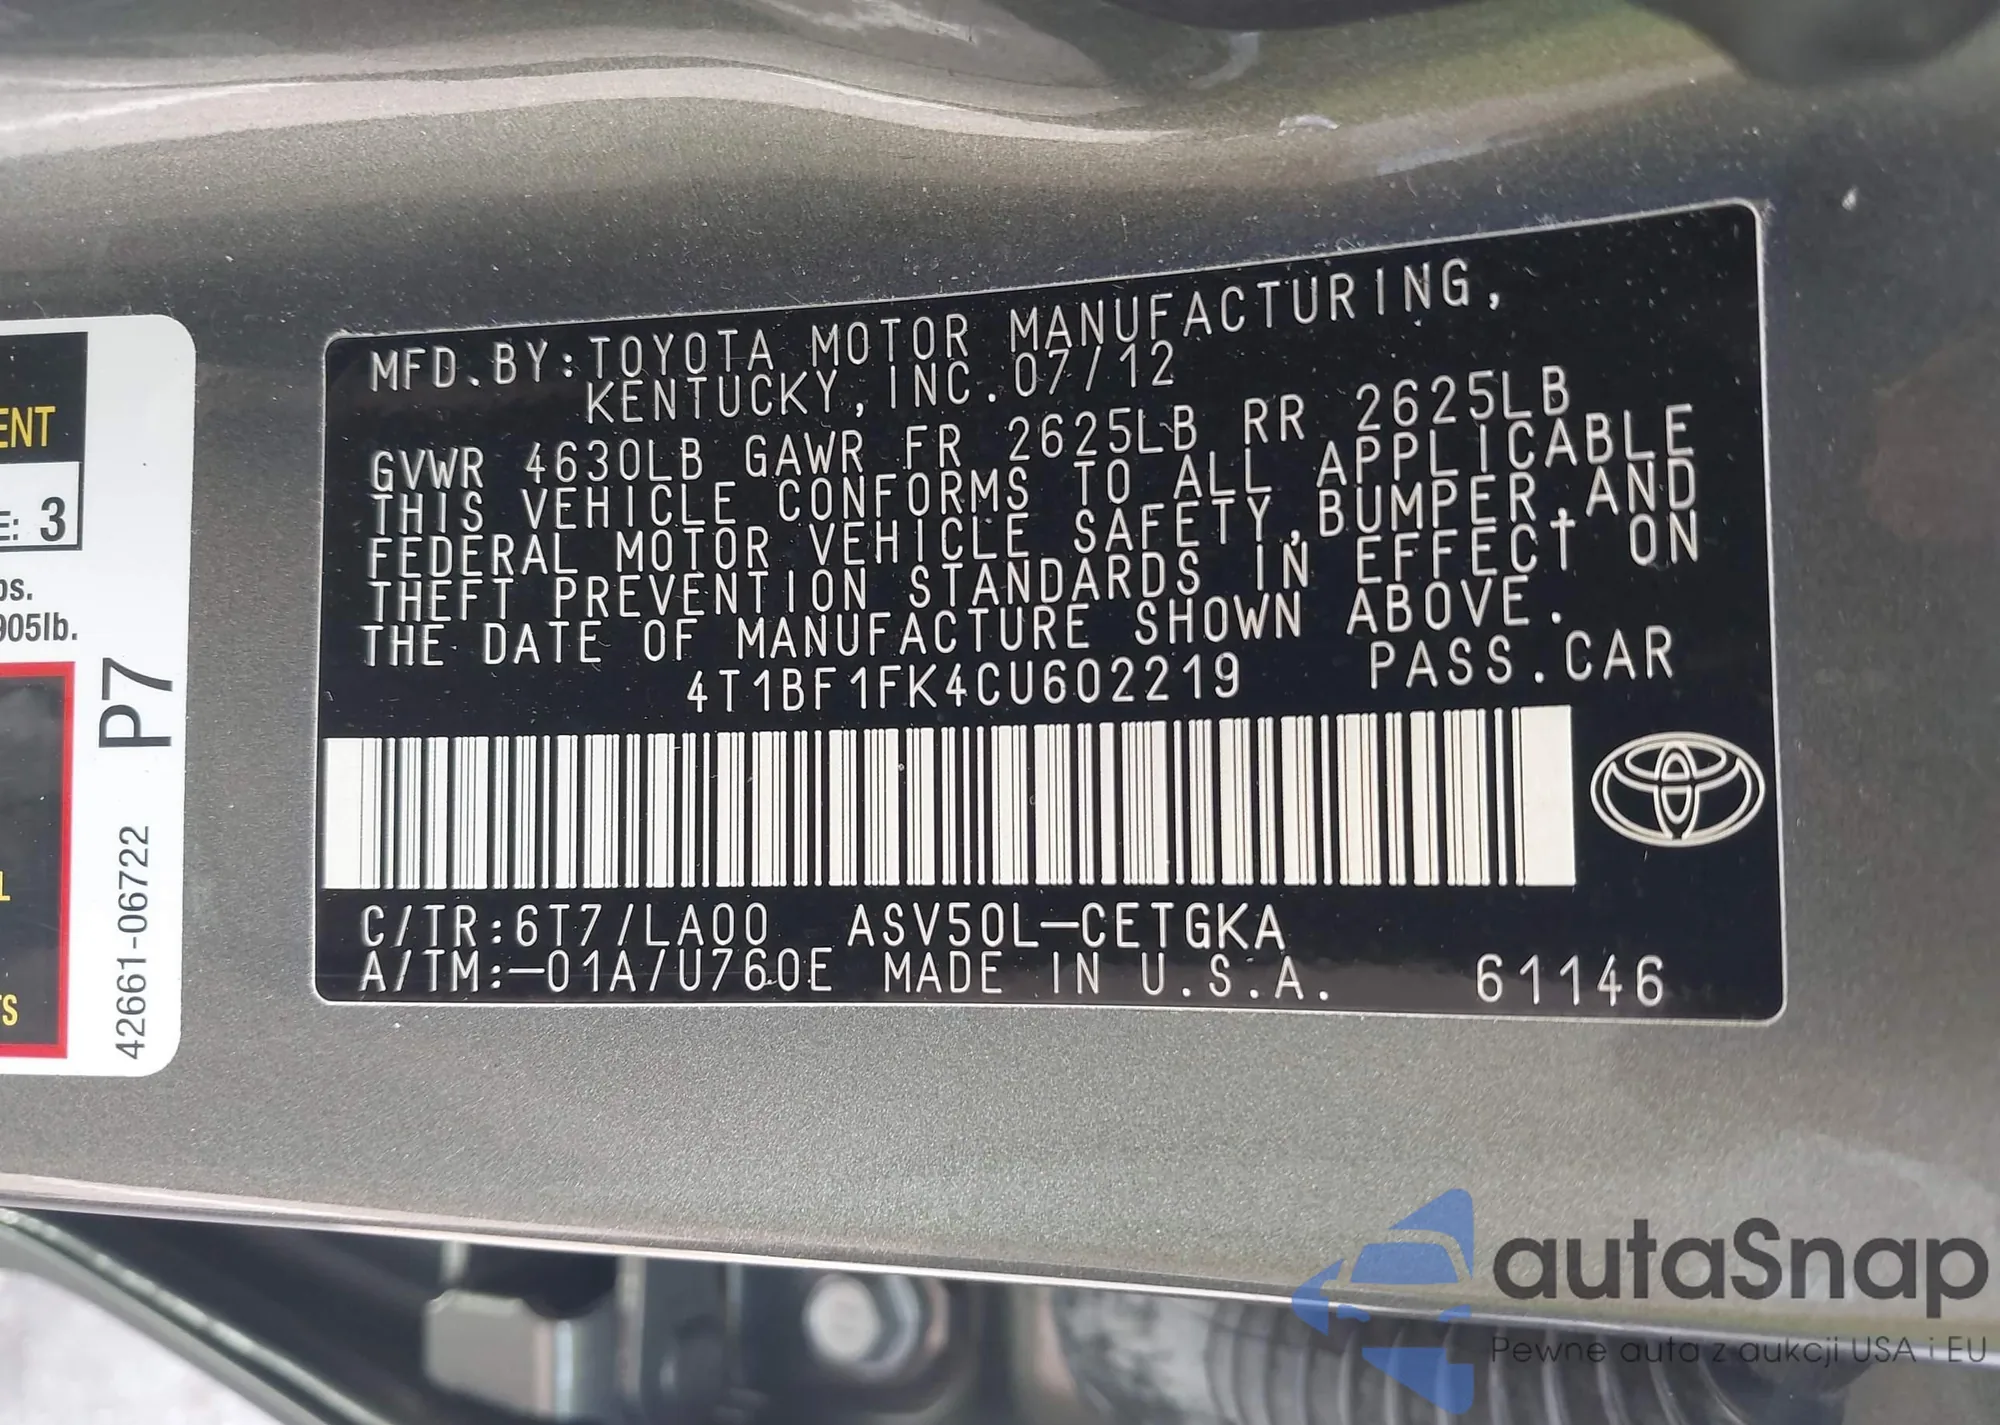 MFD.BY:TOYOTA MOTOR MANUFACTURING,
KENTUCKY, INC.07/12
GVWR 4630LB GAWR FR 2625LB RR 2625LB
THIS VEHICLE CONFORMS TO ALL APPLICABLE
FEDERAL MOTOR VEHICLE SAFETY,BUMPER,AND
THEFT PREVENTION STANDARDS IN EFFECT ON
THE DATE OF MANUFACTURE SHOWN ABOVE.
4T1BF1FK4CU602219 PASS.CAR
C/TR:6T7/LA00 ASV50L-CETGKA
A/TM:-01A/U760E MADE IN U.S.A. 61146
ENT
E: 3
905lb.
P7
42661-06722
autaSnap
Pewne auta z aukcji USA i EU